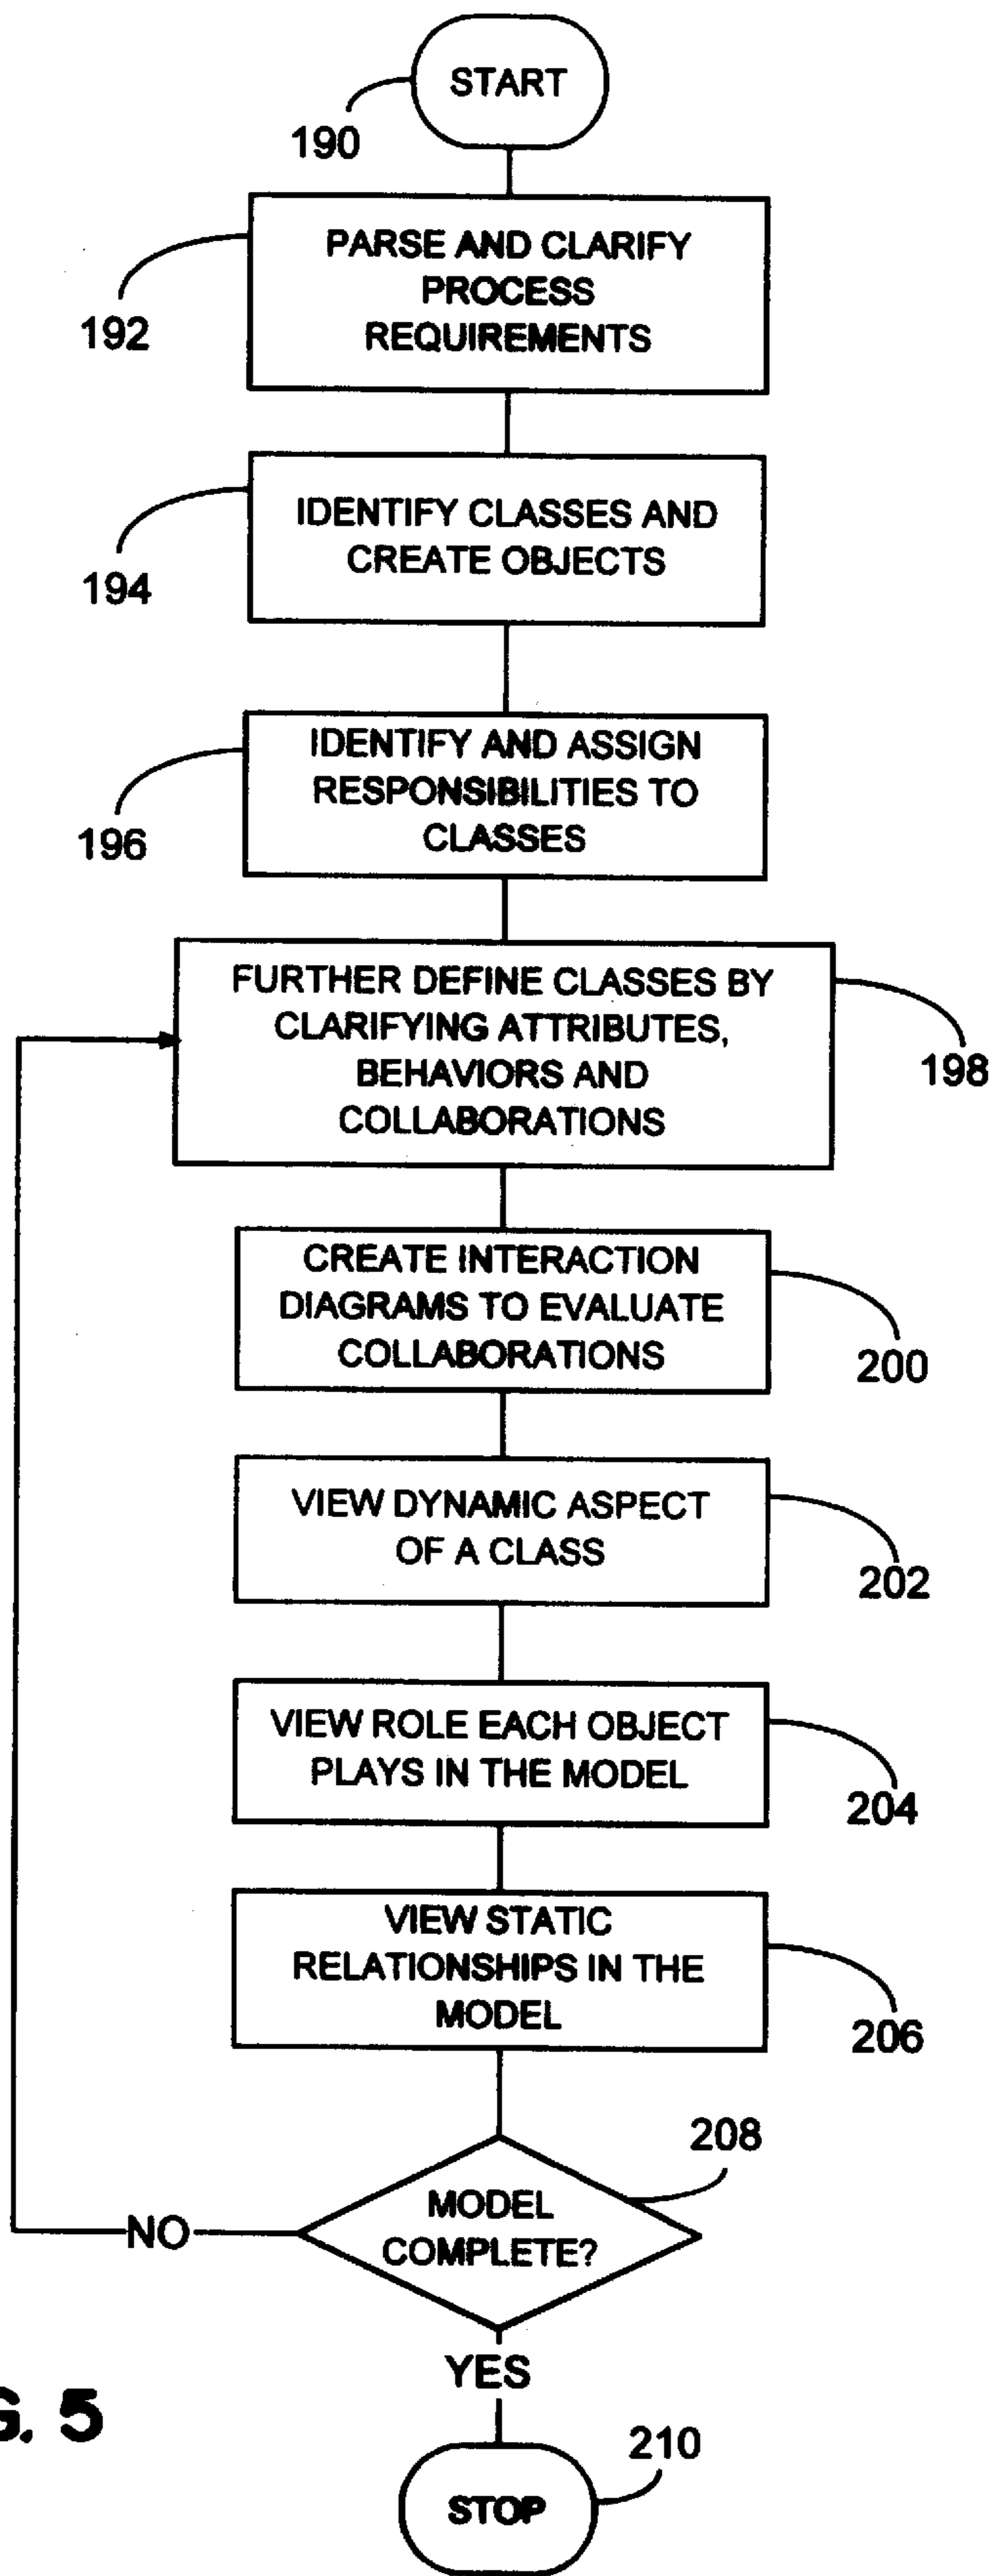 START
190
PARSE AND CLARIFY
PROCESS
REQUIREMENTS
192
IDENTIFY CLASSES AND
CREATE OBJECTS
194
IDENTIFY AND ASSIGN
RESPONSIBILITIES TO
CLASSES
196
FURTHER DEFINE CLASSES BY
CLARIFYING ATTRIBUTES,
BEHAVIORS AND
COLLABORATIONS
198
CREATE INTERACTION
DIAGRAMS TO EVALUATE
COLLABORATIONS
200
VIEW DYNAMIC ASPECT
OF A CLASS
202
VIEW ROLE EACH OBJECT
PLAYS IN THE MODEL
204
VIEW STATIC
RELATIONSHIPS IN THE
MODEL
206
208
MODEL
COMPLETE?
NO
YES
G. 5
210
STOP